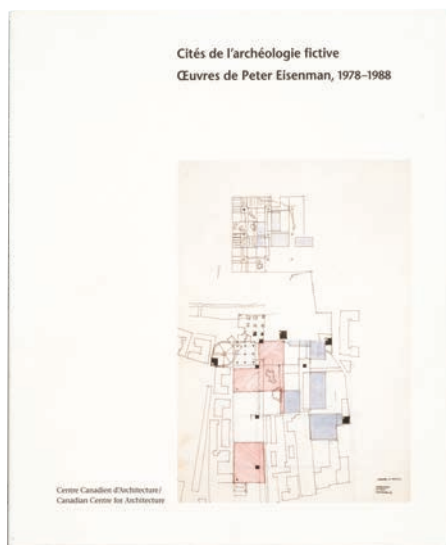 Cités de l'archéologie fictive
Œuvres de Peter Eisenman, 1978–1988
Centre Canadien d'Architecture/
Canadian Centre for Architecture